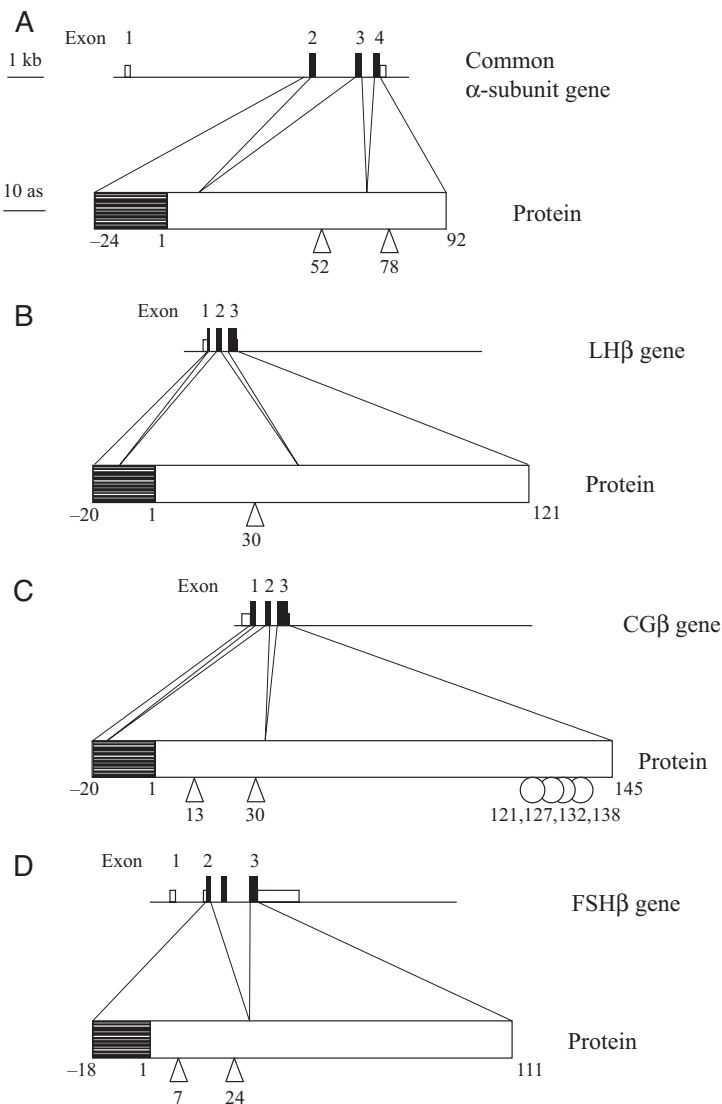 A
Exon 1 2 3 4
1 kb
Common
α-subunit gene
10 as
Protein
–24 1 92
52 78
B
Exon 1 2 3
LHβ gene
Protein
–20 1 121
30
C
Exon 1 2 3
CGβ gene
Protein
–20 1 145
13 30 121,127,132,138
D
Exon 1 2 3
FSHβ gene
Protein
–18 1 111
7 24